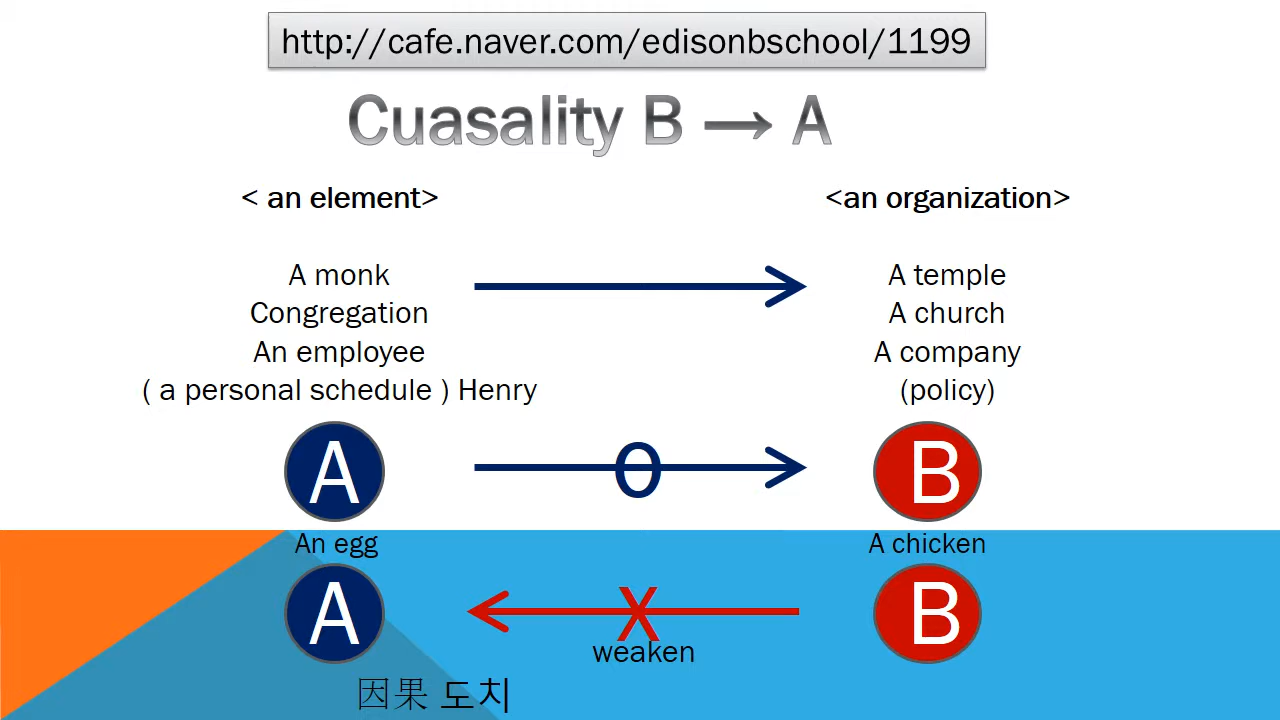 http://cafe.naver.com/edisonbschool/1199
Cuasality B → A
< an element>
<an organization>
A monk
A temple
Congregation
A church
An employee
A company
( a personal schedule ) Henry
(policy)
A
O
B
An egg
A chicken
A
X
B
weaken
因果 도치